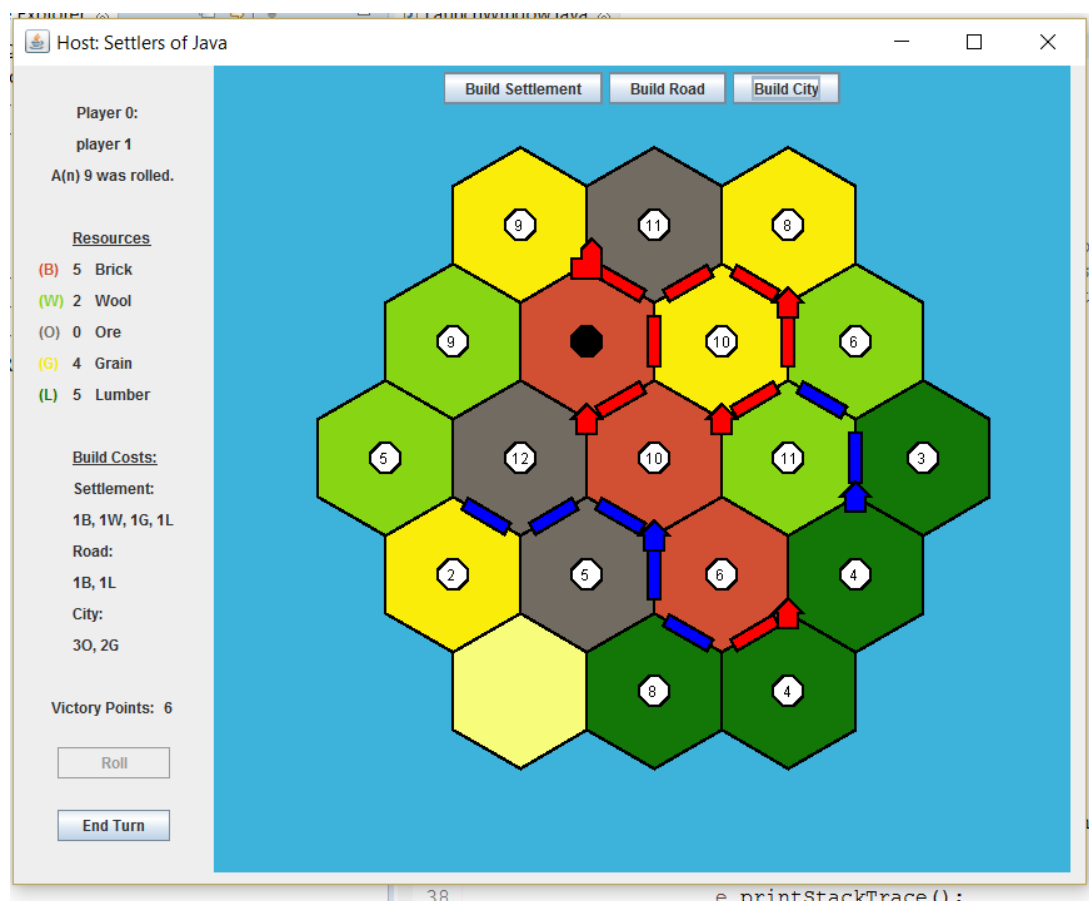 Explorer
LaunchWindow.java
Host: Settlers of Java
Build Settlement Build Road Build City
Player 0:
player 1
A(n) 9 was rolled.
Resources
(B) 5 Brick
(W) 2 Wool
(O) 0 Ore
(G) 4 Grain
(L) 5 Lumber
Build Costs:
Settlement:
1B, 1W, 1G, 1L
Road:
1B, 1L
City:
3O, 2G
Victory Points: 6
Roll
End Turn
9 11 8
9 10 6
5 12 10 11 3
2 5 6 4
8 4
38 e printStackTrace();